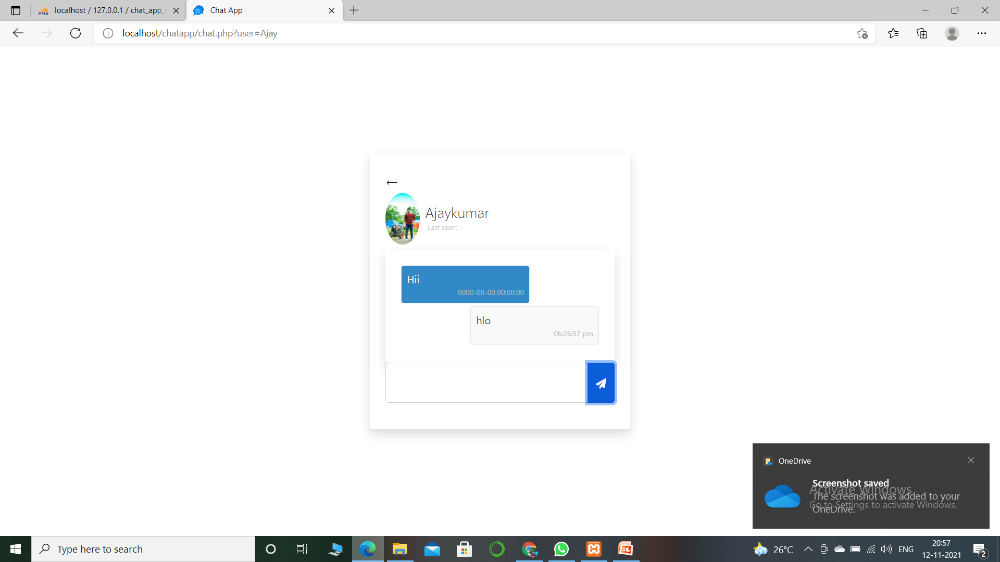 PMA localhost / 127.0.0.1 / chat_app_
Chat App
localhost/chatapp/chat.php?user=Ajay
Ajaykumar
Last seen:
Hii
0000-00-00 00:00:00
hlo
06:26:57 pm
OneDrive
Screenshot saved
Activate Windows
The screenshot was added to your
Go to Settings to activate Windows.
OneDrive.
Type here to search
26°C
ENG
20:57
12-11-2021
2